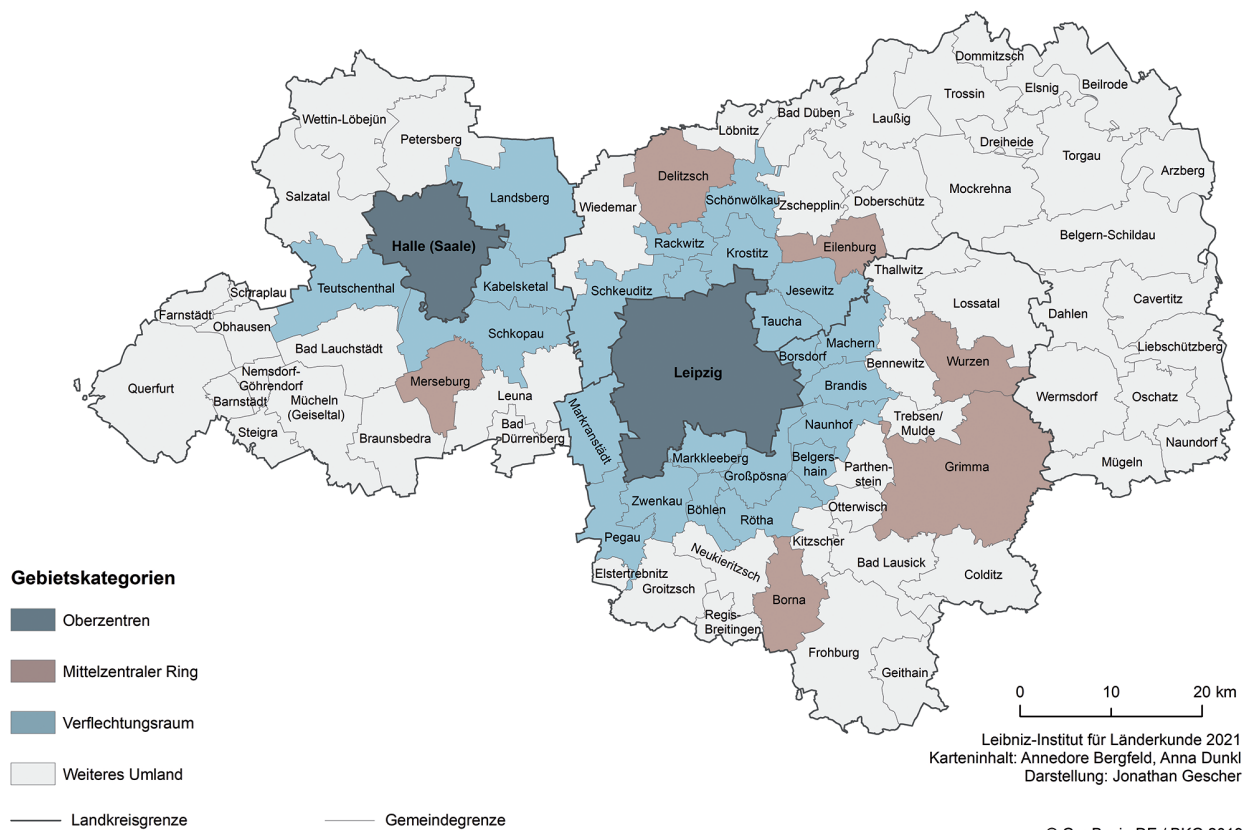 Dommitzsch
Elsnig
Beilrode
Trossin
Bad Düben
Wettin-Löbejün
Laußig
Löbnitz
Petersberg
Dreiheide
Torgau
Arzberg
Delitzsch
Mockrehna
Salzatal
Landsberg
Schönwölkau
Zschepplin
Doberschütz
Wiedemar
Belgern-Schildau
Halle (Saale)
Rackwitz
Eilenburg
Krostitz
Thallwitz
Teutschenthal
Kabelsketal
Schkeuditz
Jesewitz
Schraplau
Lossatal
Cavertitz
Farnstädt
Dahlen
Obhausen
Taucha
Schkopau
Machern
Liebschützberg
Bad Lauchstädt
Borsdorf
Bennewitz
Wurzen
Nemsdorf-
Göhrendorf
Leipzig
Merseburg
Brandis
Querfurt
Leuna
Wermsdorf
Oschatz
Barnstädt
Mücheln
(Geiseltal)
Trebsen/
Mulde
Markranstädt
Naunhof
Bad
Dürrenberg
Steigra
Braunsbedra
Naundorf
Markkleeberg
Belgers-
hain
Parthen-
stein
Grimma
Mügeln
Großpösna
Zwenkau
Böhlen
Otterwisch
Rötha
Pegau
Kitzscher
Neukieritzsch
Bad Lausick
Elstertrebnitz
Colditz
Groitzsch
Borna
Regis-
Breitingen
Frohburg
Geithain
Gebietskategorien
Oberzentren
Mittelzentraler Ring
Verflechtungsraum
Weiteres Umland
Landkreisgrenze
Gemeindegrenze
0 10 20 km
Leibniz-Institut für Länderkunde 2021
Karteninhalt: Annedore Bergfeld, Anna Dunkl
Darstellung: Jonathan Gescher